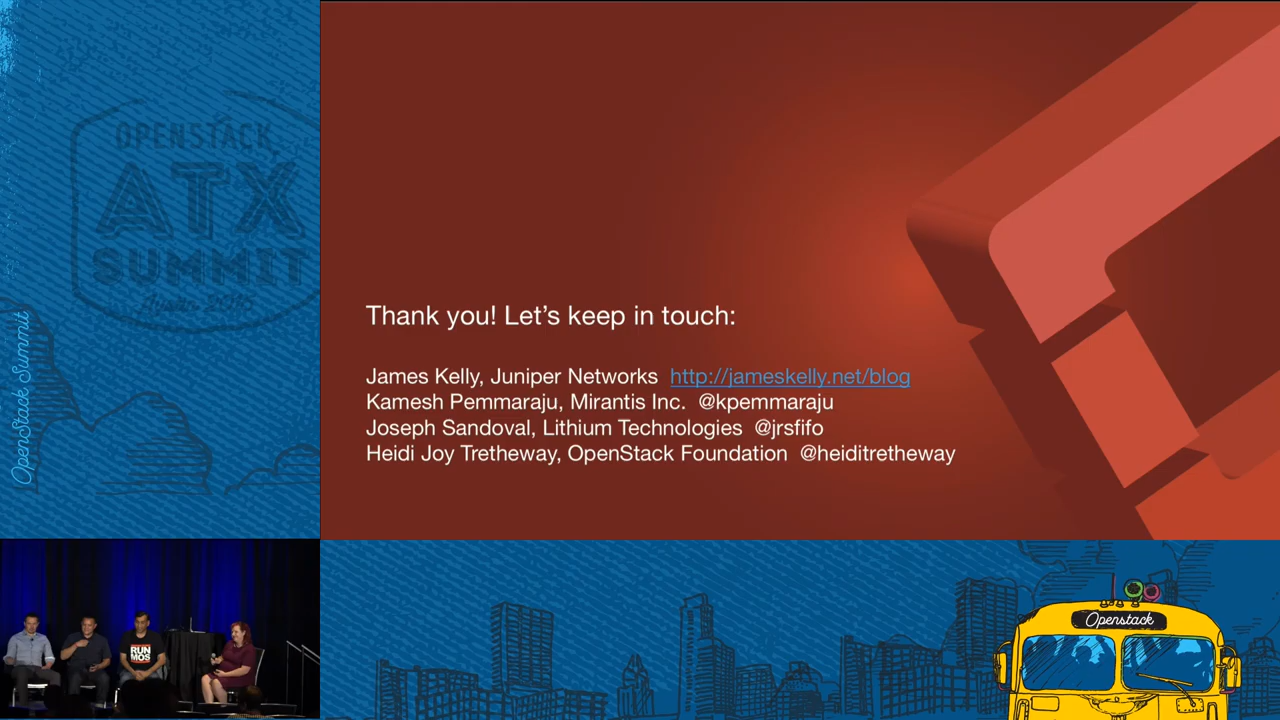 OPENSTACK
ATX
SUMMIT
Austin 2016
OpenStack Summit
Thank you! Let's keep in touch:
James Kelly, Juniper Networks http://jameskelly.net/blog
Kamesh Pemmaraju, Mirantis Inc. @kpemmaraju
Joseph Sandoval, Lithium Technologies @jrsfifo
Heidi Joy Tretheway, OpenStack Foundation @heiditretheway
RUN
MOS
Openstack